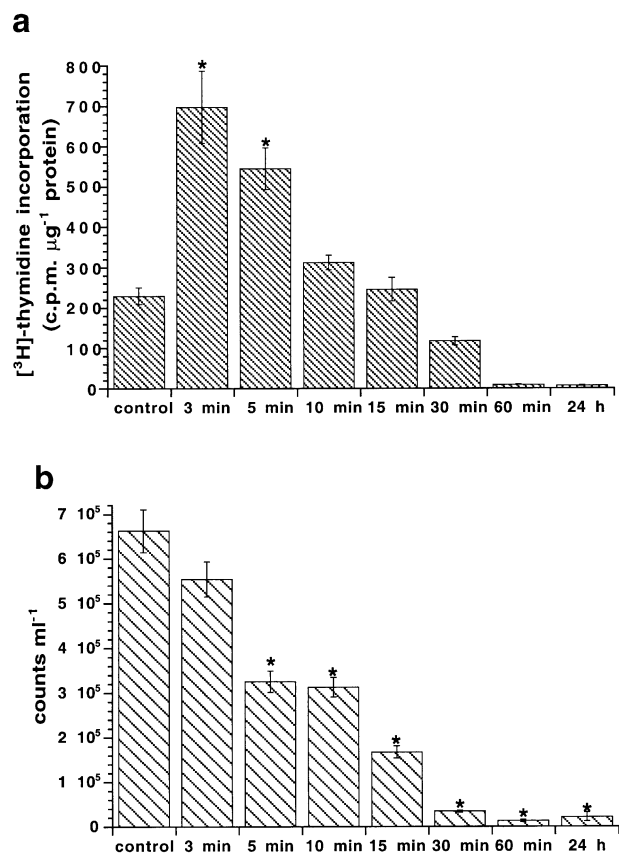 a
[³H]-thymidine incorporation
(c.p.m. µg⁻¹ protein)
800
700
600
500
400
300
200
100
0
*
*
control 3 min 5 min 10 min 15 min 30 min 60 min 24 h
b
counts ml⁻¹
7 10⁵
6 10⁵
5 10⁵
4 10⁵
3 10⁵
2 10⁵
1 10⁵
0
* * * * * *
control 3 min 5 min 10 min 15 min 30 min 60 min 24 h